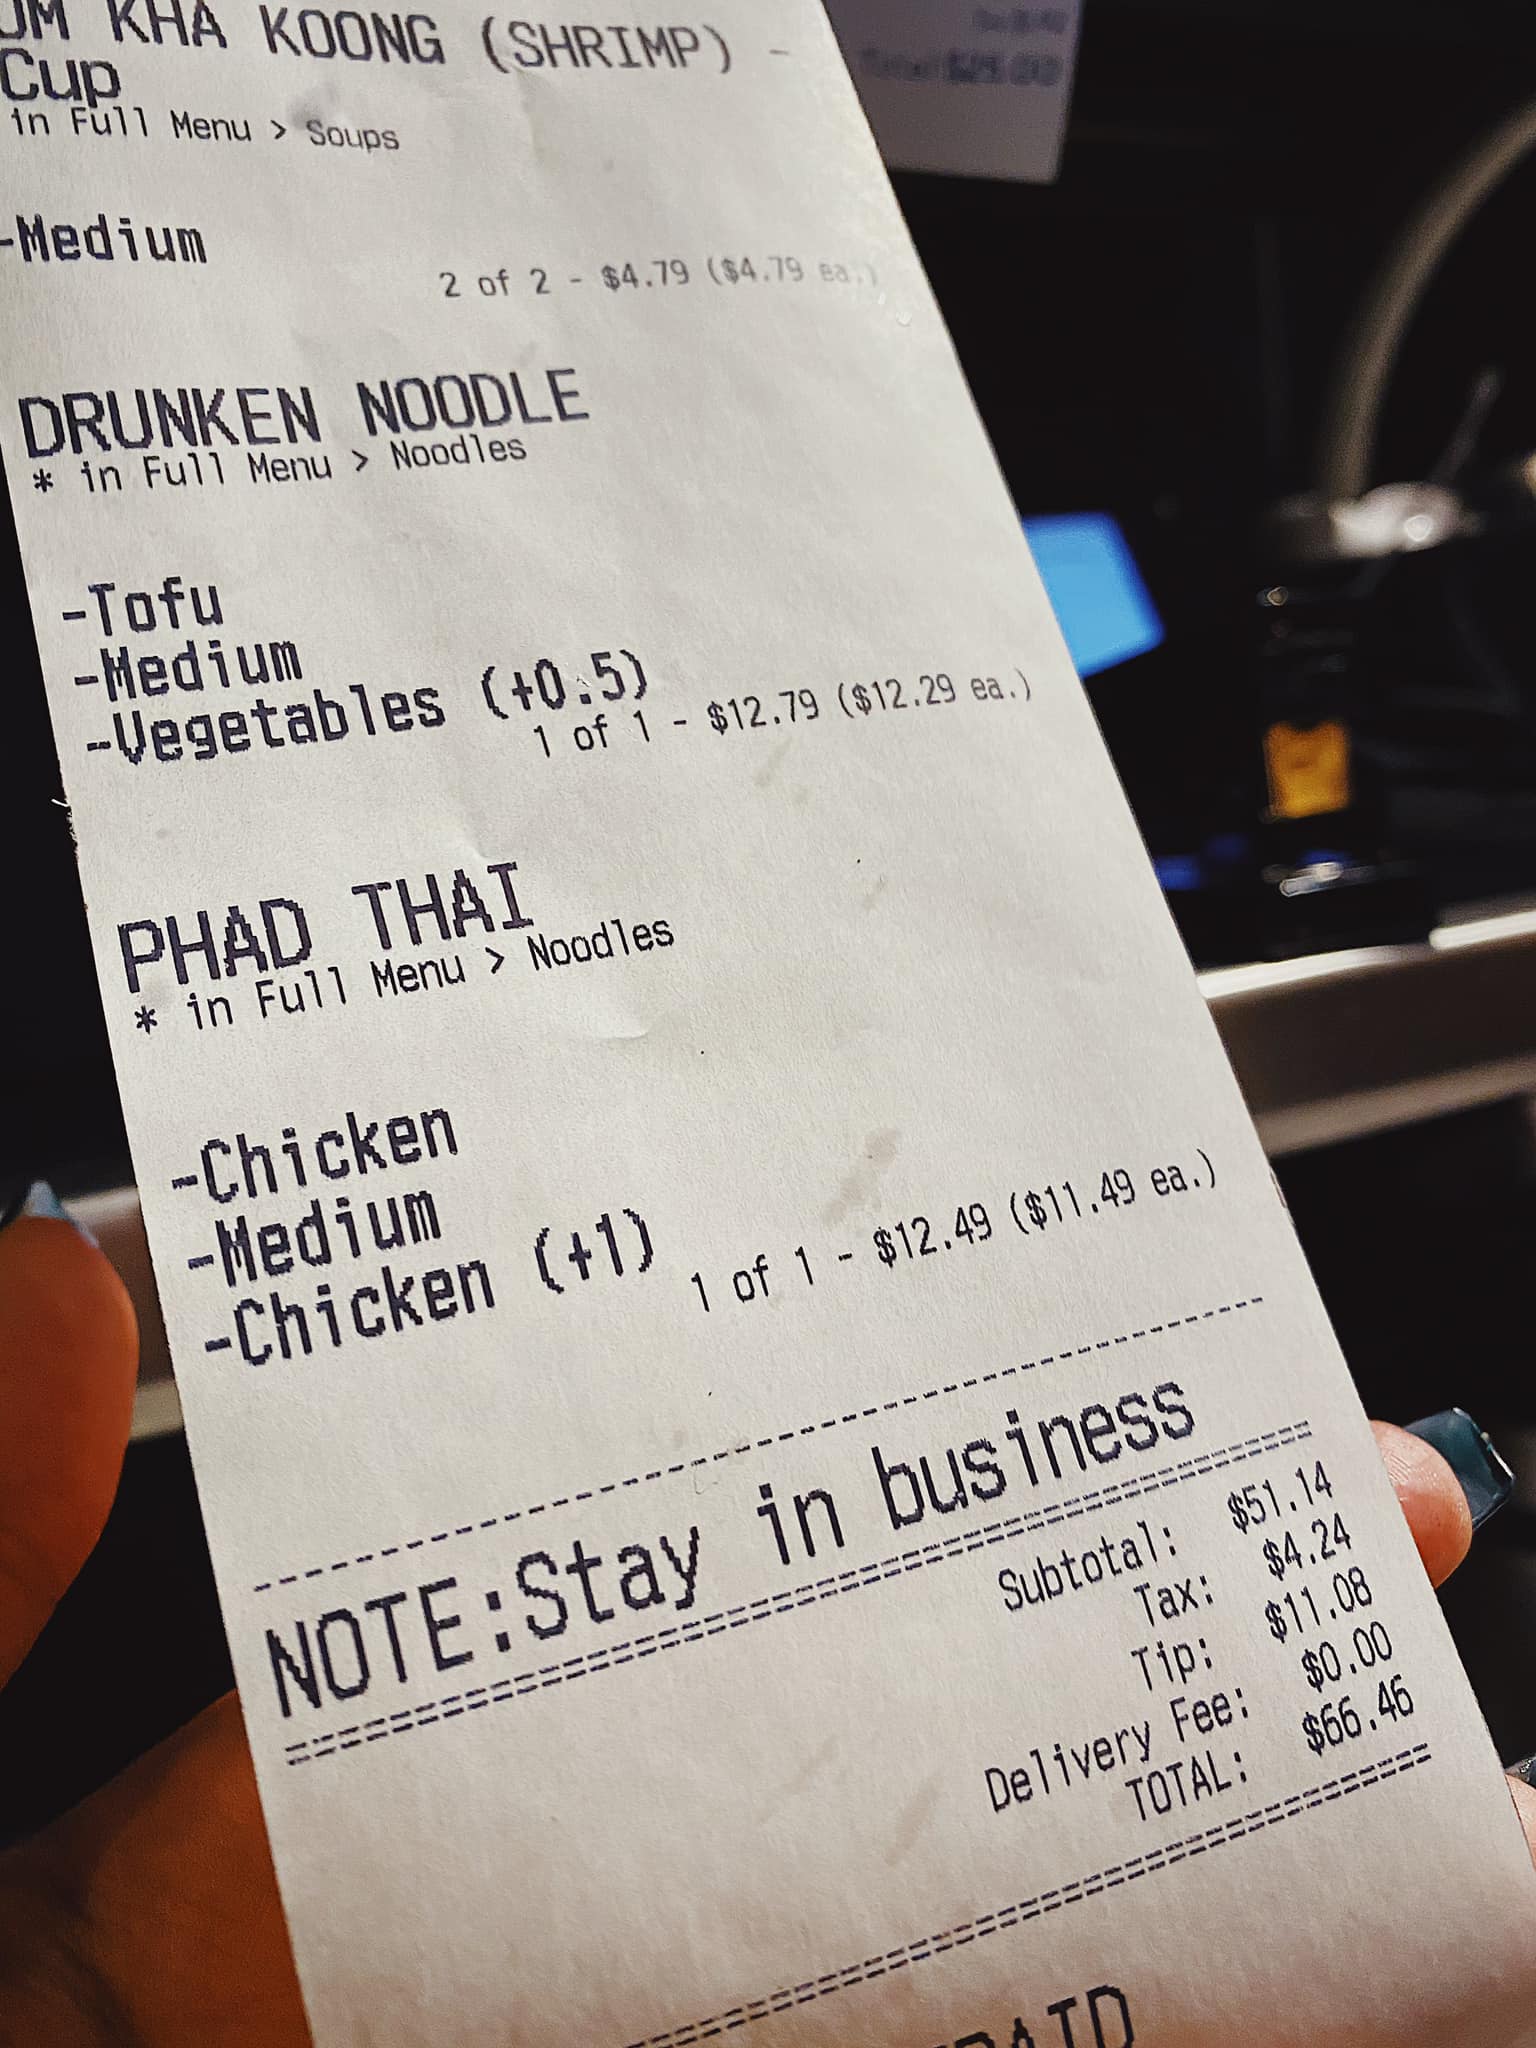 KHA KOONG (SHRIMP) -
Cup
in Full Menu > Soups
-Medium
2 of 2 - $4.79 ($4.79 ea.)
DRUNKEN NOODLE
* in Full Menu > Noodles
-Tofu
-Medium
-Vegetables (+0.5)
1 of 1 - $12.79 ($12.29 ea.)
PHAD THAI
* in Full Menu > Noodles
-Chicken
-Medium
-Chicken (+1)
1 of 1 - $12.49 ($11.49 ea.)
NOTE:Stay in business
Subtotal: $51.14
Tax: $4.24
Tip: $11.08
Delivery Fee: $0.00
TOTAL: $66.46